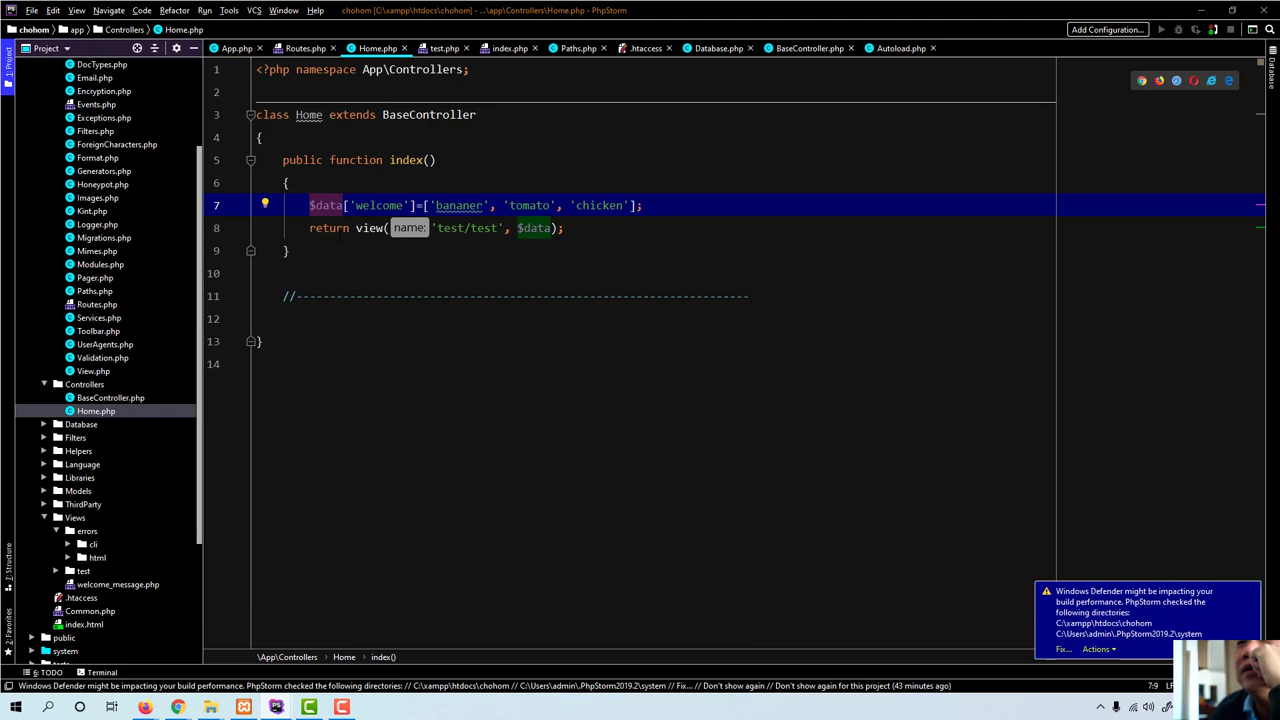 PS File Edit View Navigate Code Refactor Run Tools VCS Window Help chohom [C:\xampp\htdocs\chohom] - ...\app\Controllers\Home.php - PhpStorm
chohom app Controllers Home.php Add Configuration...
Project App.php Routes.php Home.php test.php index.php Paths.php .htaccess Database.php BaseController.php Autoload.php
1: Project
Database
DocTypes.php
Email.php
Encryption.php
Events.php
Exceptions.php
Filters.php
ForeignCharacters.php
Format.php
Generators.php
Honeypot.php
Images.php
Kint.php
Logger.php
Migrations.php
Mimes.php
Modules.php
Pager.php
Paths.php
Routes.php
Services.php
Toolbar.php
UserAgents.php
Validation.php
View.php
Controllers
BaseController.php
Home.php
Database
Filters
Helpers
Language
Libraries
Models
ThirdParty
Views
errors
cli
html
test
welcome_message.php
.htaccess
Common.php
index.html
public
system
7: Structure
2: Favorites
1 <?php namespace App\Controllers;
2
3 class Home extends BaseController
4 {
5 public function index()
6 {
7 $data['welcome']=['bananer', 'tomato', 'chicken'];
8 return view( name: 'test/test', $data);
9 }
10
11 //--------------------------------------------------------------------
12
13 }
14
Windows Defender might be impacting your
build performance. PhpStorm checked the
following directories:
C:\xampp\htdocs\chohom
C:\Users\admin\.PhpStorm2019.2\system
Fix... Actions
\App\Controllers Home index()
6: TODO Terminal
Windows Defender might be impacting your build performance. PhpStorm checked the following directories: // C:\xampp\htdocs\chohom // C:\Users\admin\.PhpStorm2019.2\system // Fix... // Don't show again // Don't show again for this project (43 minutes ago) 7:9